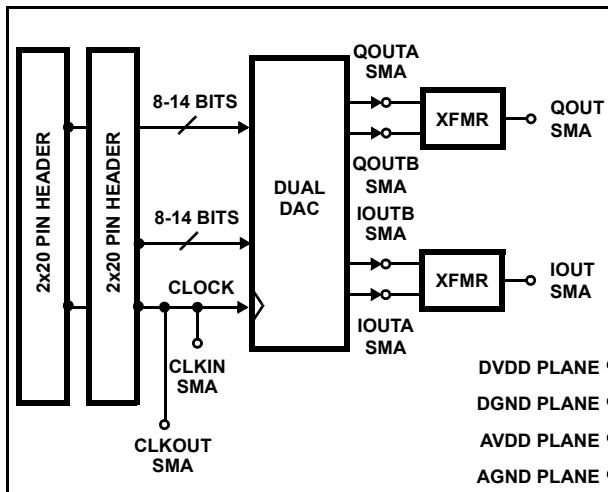 2x20 PIN HEADER
2x20 PIN HEADER
8-14 BITS
8-14 BITS
CLOCK
CLKIN
SMA
CLKOUT
SMA
DUAL
DAC
QOUTA
SMA
QOUTB
SMA
IOUTB
SMA
IOUTA
SMA
XFMR
QOUT
SMA
XFMR
IOUT
SMA
DVDD PLANE
DGND PLANE
AVDD PLANE
AGND PLANE